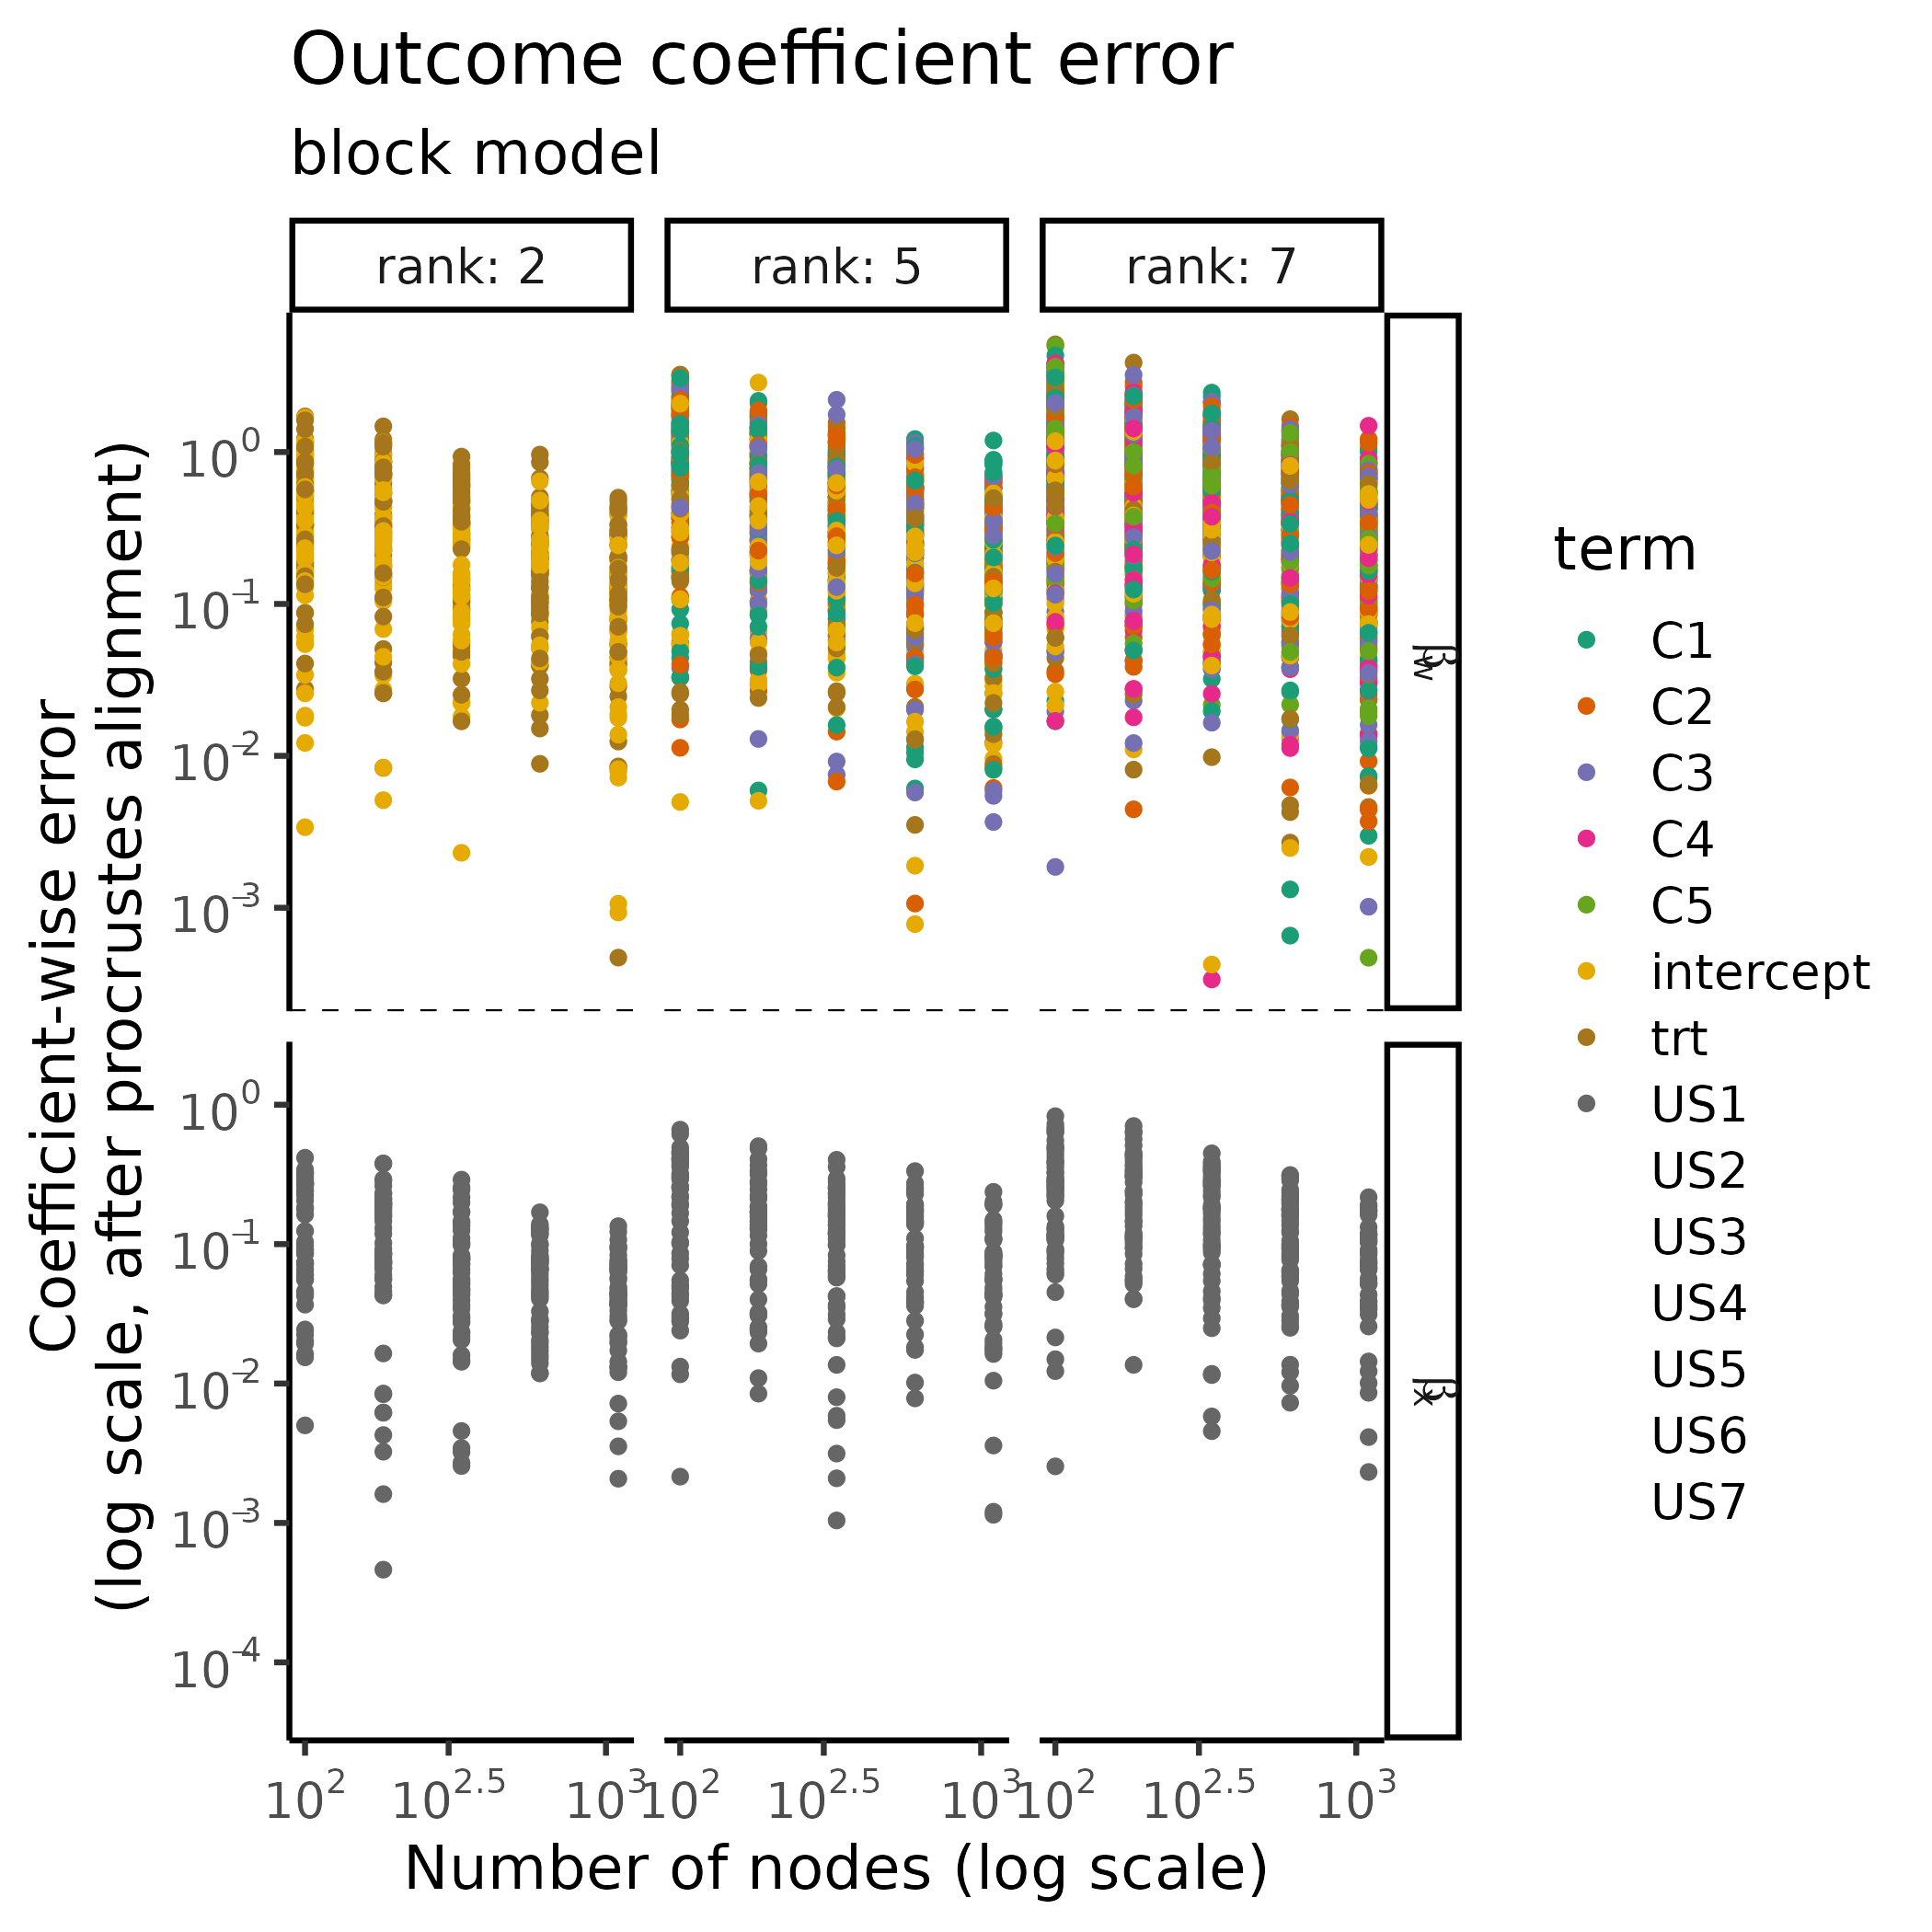 Outcome coefficient error
block model
rank: 2
rank: 5
rank: 7
Coefficient-wise error
(log scale, after procrustes alignment)
10^0
10^-1
10^-2
10^-3
β_w
10^0
10^-1
10^-2
10^-3
10^-4
β_x
10^2
10^2.5
10^3
10^2
10^2.5
10^3
10^2
10^2.5
10^3
Number of nodes (log scale)
term
C1
C2
C3
C4
C5
intercept
trt
US1
US2
US3
US4
US5
US6
US7